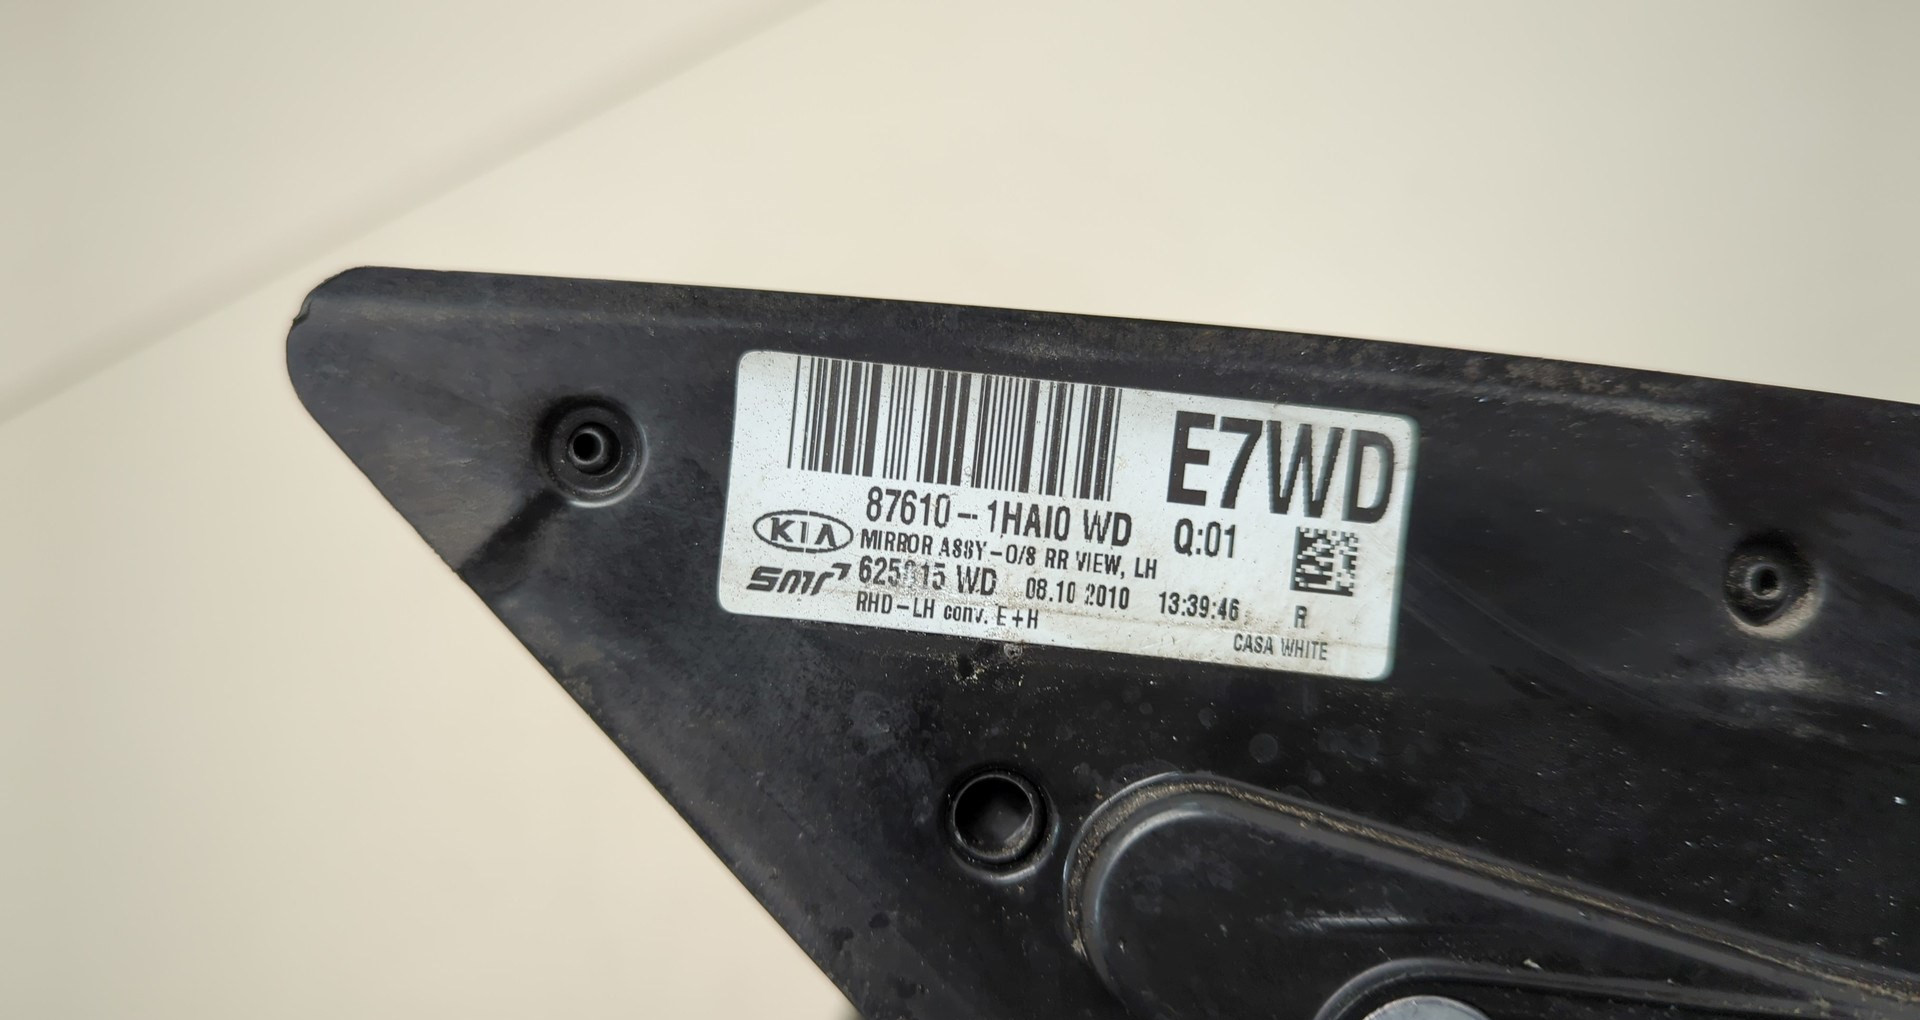 E7WD
87610-1HAI0 WD Q:01
KIA
MIRROR ASSY-O/S RR VIEW, LH
smr
WD 08.10 2010 13:39:46 R
RHD-LH conv. E+H
CASA WHITE